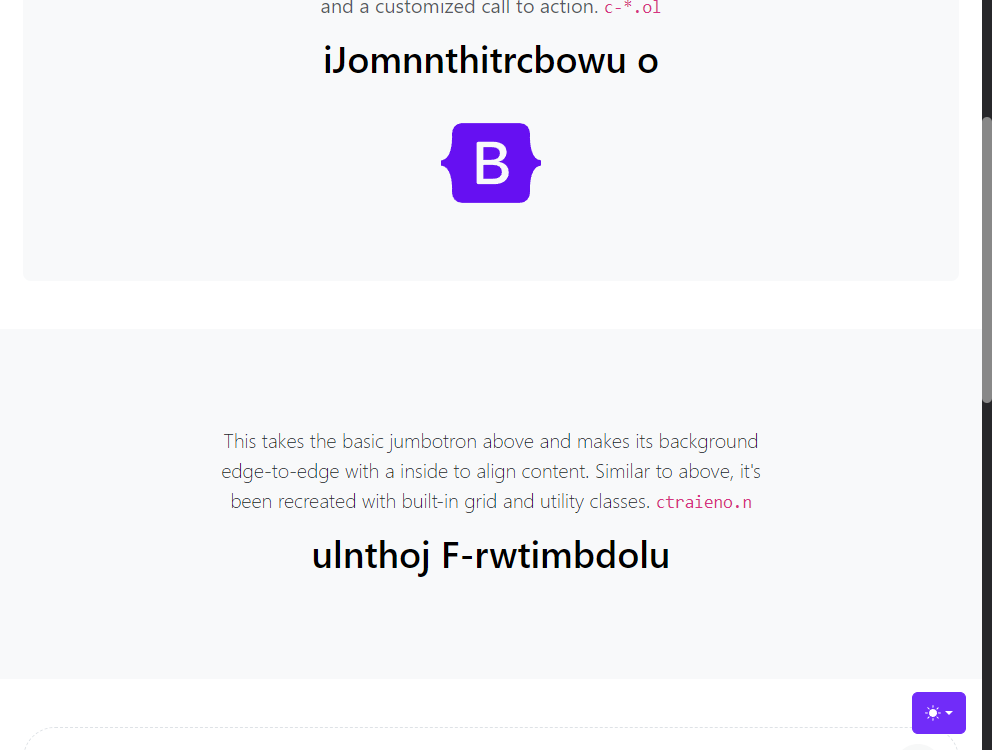 and a customized call to action. c-*.ol
iJomnnthitrcbowu o
B
This takes the basic jumbotron above and makes its background
edge-to-edge with a inside to align content. Similar to above, it's
been recreated with built-in grid and utility classes. ctraieno.n
ulnthoj F-rwtimbdolu